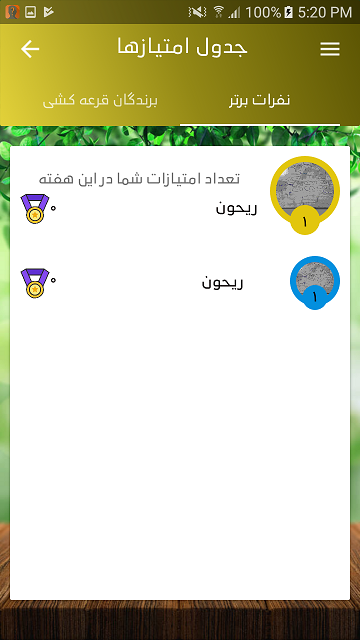 100% 5:20 PM
جدول امتیازها
نفرات برتر
برندگان قرعه کشی
تعداد امتیازات شما در این هفته
ریحون
۰
۱
ریحون
۰
۱